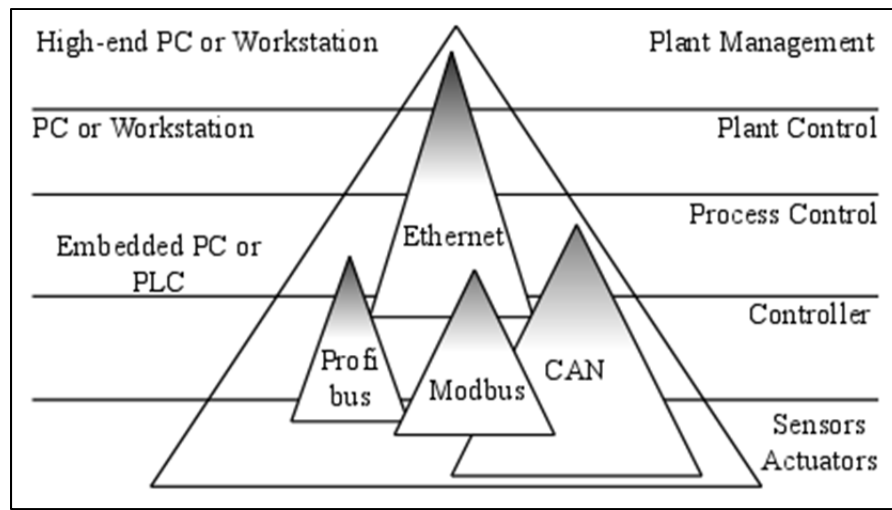 High-end PC or Workstation
Plant Management
PC or Workstation
Plant Control
Process Control
Ethernet
Embedded PC or
PLC
Controller
Profi
bus
Modbus
CAN
Sensors
Actuators